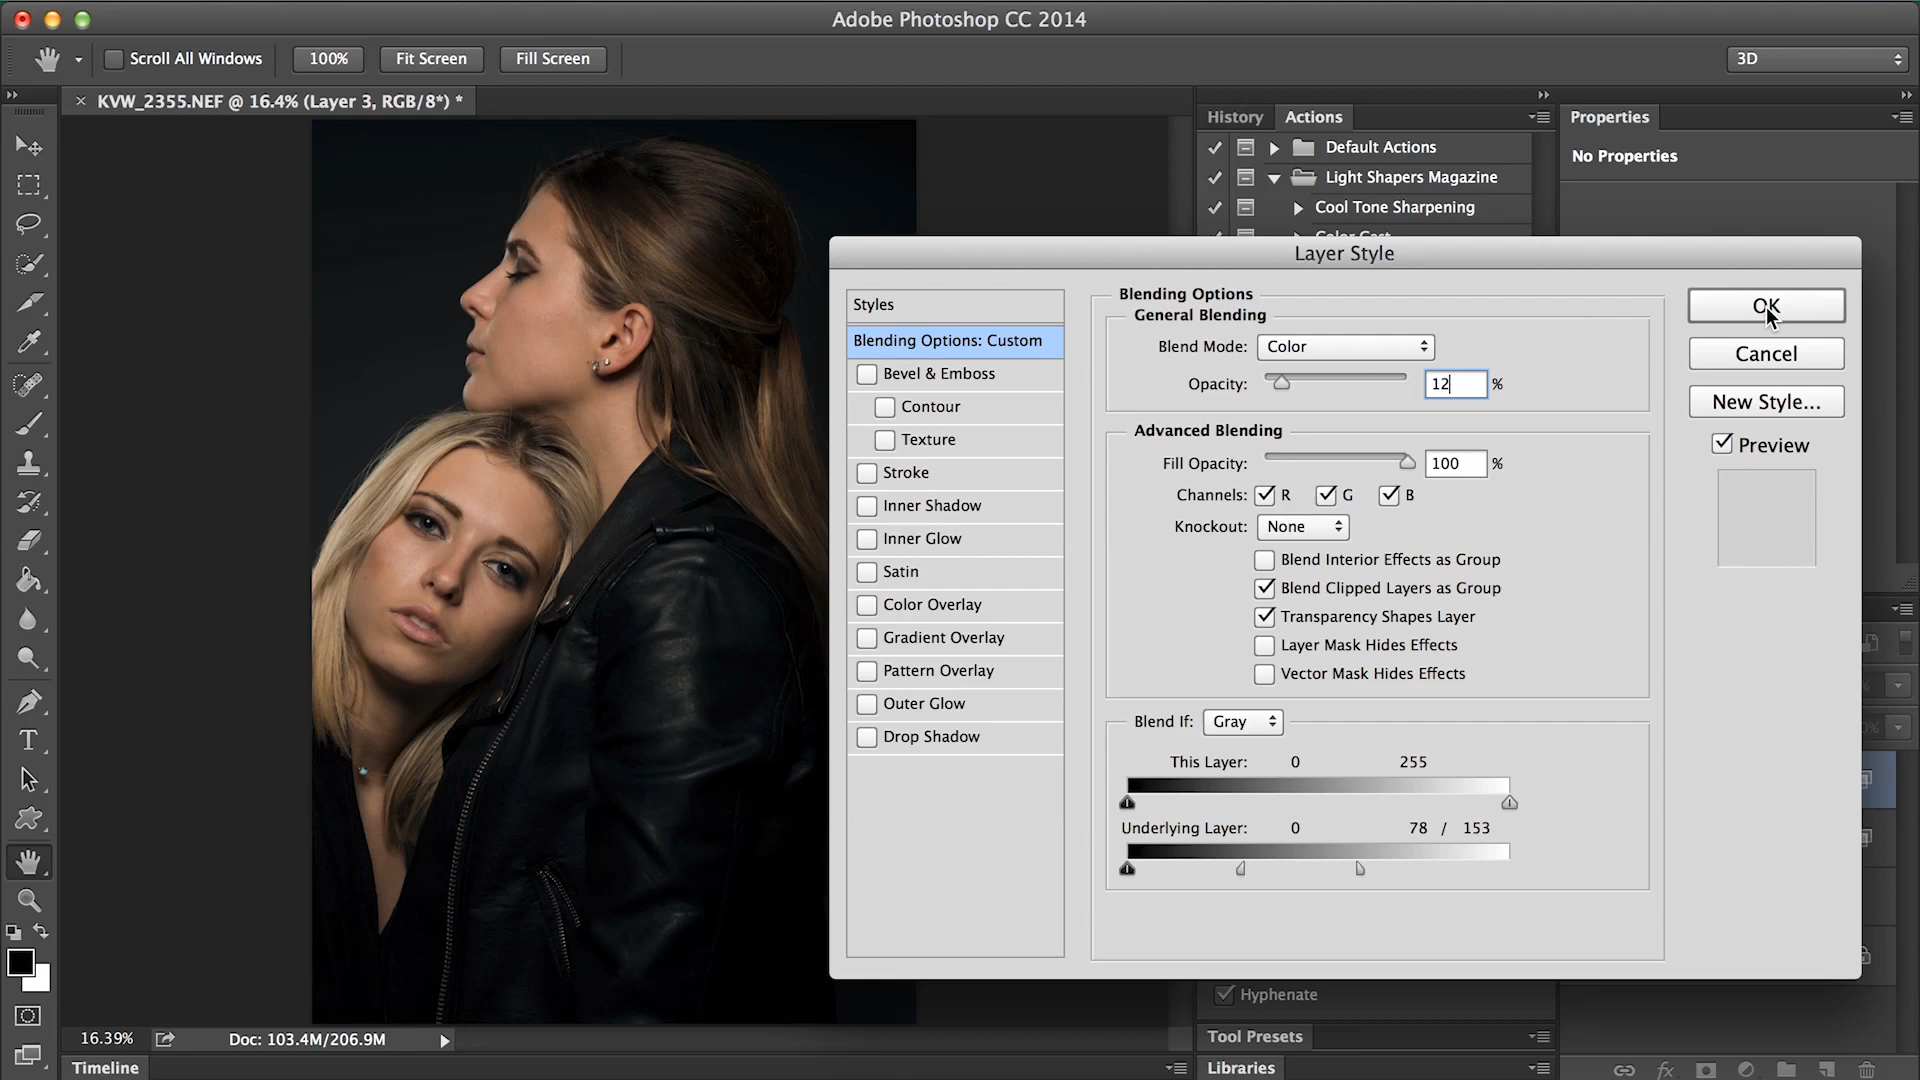 Adobe Photoshop CC 2014
Scroll All Windows 100% Fit Screen Fill Screen 3D
KVW_2355.NEF @ 16.4% (Layer 3, RGB/8*) *
History Actions
Properties
Default Actions
Light Shapers Magazine
Cool Tone Sharpening
Color Cast
No Properties
Layer Style
Styles
Blending Options: Custom
Bevel & Emboss
Contour
Texture
Stroke
Inner Shadow
Inner Glow
Satin
Color Overlay
Gradient Overlay
Pattern Overlay
Outer Glow
Drop Shadow
Blending Options
General Blending
Blend Mode: Color
Opacity: 12 %
Advanced Blending
Fill Opacity: 100 %
Channels: R G B
Knockout: None
Blend Interior Effects as Group
Blend Clipped Layers as Group
Transparency Shapes Layer
Layer Mask Hides Effects
Vector Mask Hides Effects
Blend If: Gray
This Layer: 0 255
Underlying Layer: 0 78 / 153
OK
Cancel
New Style...
Preview
Hyphenate
Tool Presets
Libraries
16.39% Doc: 103.4M/206.9M
Timeline
fx